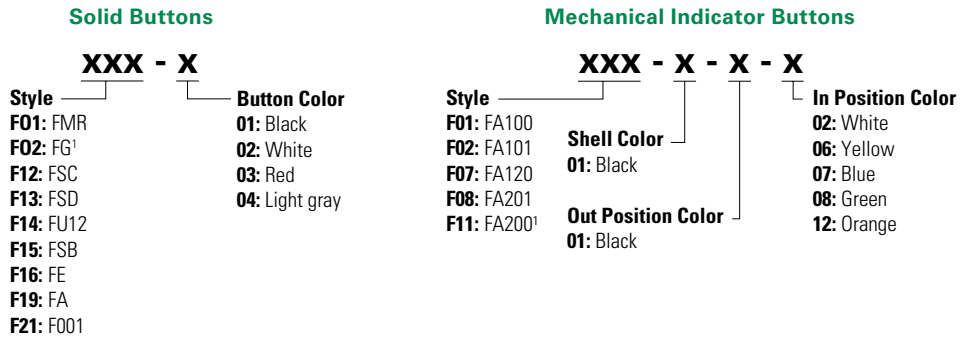 Solid Buttons
XXX - X
Style
FO1: FMR
FO2: FG1
F12: FSC
F13: FSD
F14: FU12
F15: FSB
F16: FE
F19: FA
F21: F001
Button Color
01: Black
02: White
03: Red
04: Light gray
Mechanical Indicator Buttons
XXX - X - X - X
Style
F01: FA100
F02: FA101
F07: FA120
F08: FA201
F11: FA2001
Shell Color
01: Black
Out Position Color
01: Black
In Position Color
02: White
06: Yellow
07: Blue
08: Green
12: Orange